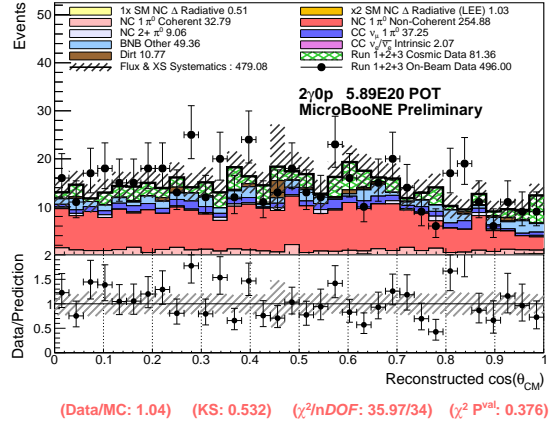 Events
50
40
30
20
10
1x SM NC Δ Radiative 0.51
x2 SM NC Δ Radiative (LEE) 1.03
NC 1 π⁰ Coherent 32.79
NC 1 π⁰ Non-Coherent 254.88
NC 2+ π⁰ 9.06
CC νμ 1 π⁰ 37.25
BNB Other 49.36
CC νe/ν̄e Intrinsic 2.07
Dirt 10.77
Run 1+2+3 Cosmic Data 81.36
Flux & XS Systematics : 479.08
Run 1+2+3 On-Beam Data 496.00
2γ0p 5.89E20 POT
MicroBooNE Preliminary
Data/Prediction
2
1.5
1
0.5
0
0 0.1 0.2 0.3 0.4 0.5 0.6 0.7 0.8 0.9 1
Reconstructed cos(θCM)
(Data/MC: 1.04) (KS: 0.532) (χ²/nDOF: 35.97/34) (χ² Pᵛᵃˡ: 0.376)